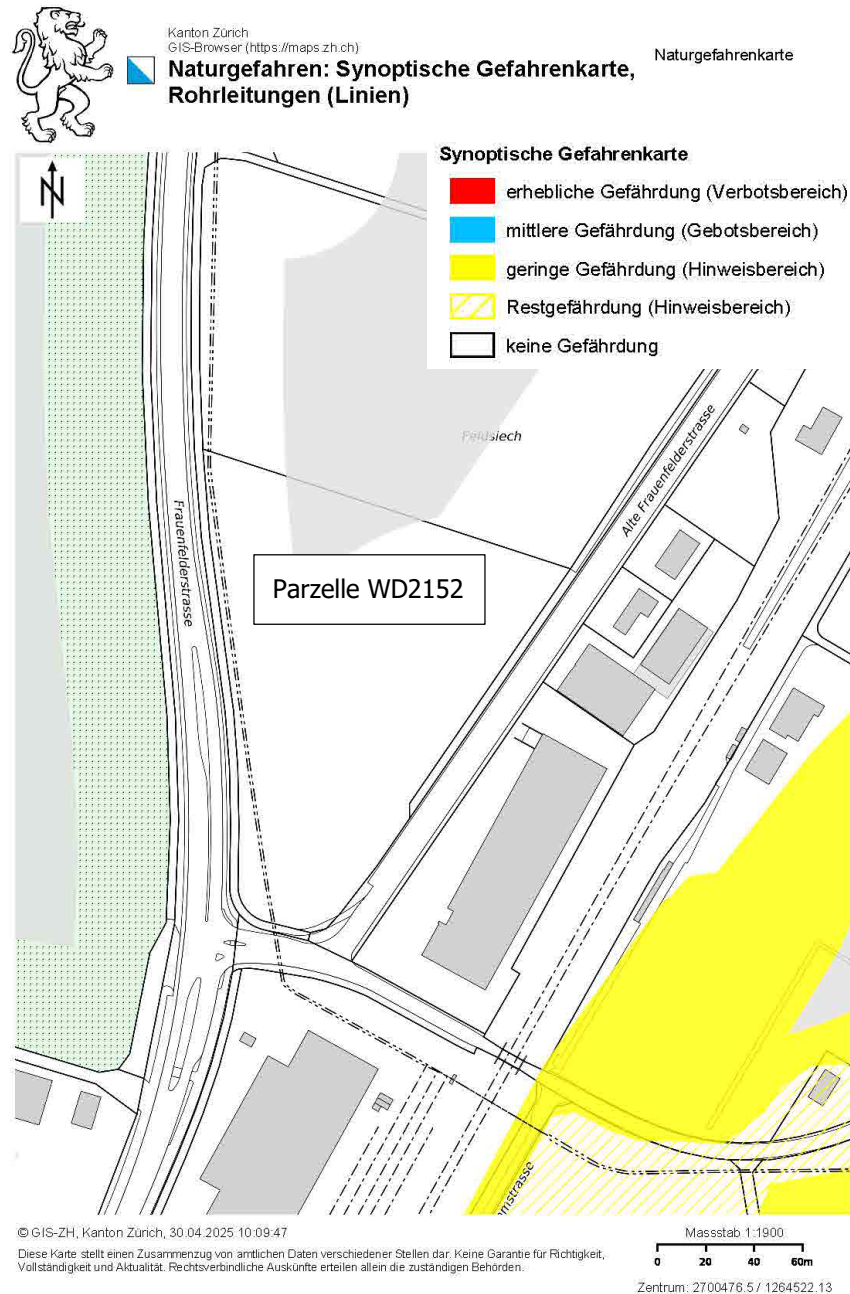 Kanton Zürich
GIS-Browser (https://maps.zh.ch)
Naturgefahren: Synoptische Gefahrenkarte,
Rohrleitungen (Linien)
Naturgefahrenkarte
N
Synoptische Gefahrenkarte
erhebliche Gefährdung (Verbotsbereich)
mittlere Gefährdung (Gebotsbereich)
geringe Gefährdung (Hinweisbereich)
Restgefährdung (Hinweisbereich)
keine Gefährdung
Feldsiech
Alte Frauenfelderstrasse
Frauenfelderstrasse
Parzelle WD2152
© GIS-ZH, Kanton Zürich, 30.04.2025 10:09:47
Diese Karte stellt einen Zusammenzug von amtlichen Daten verschiedener Stellen dar. Keine Garantie für Richtigkeit,
Vollständigkeit und Aktualität. Rechtsverbindliche Auskünfte erteilen allein die zuständigen Behörden.
Massstab 1:1900
0 20 40 60m
Zentrum: 2700476.5 / 1264522.13